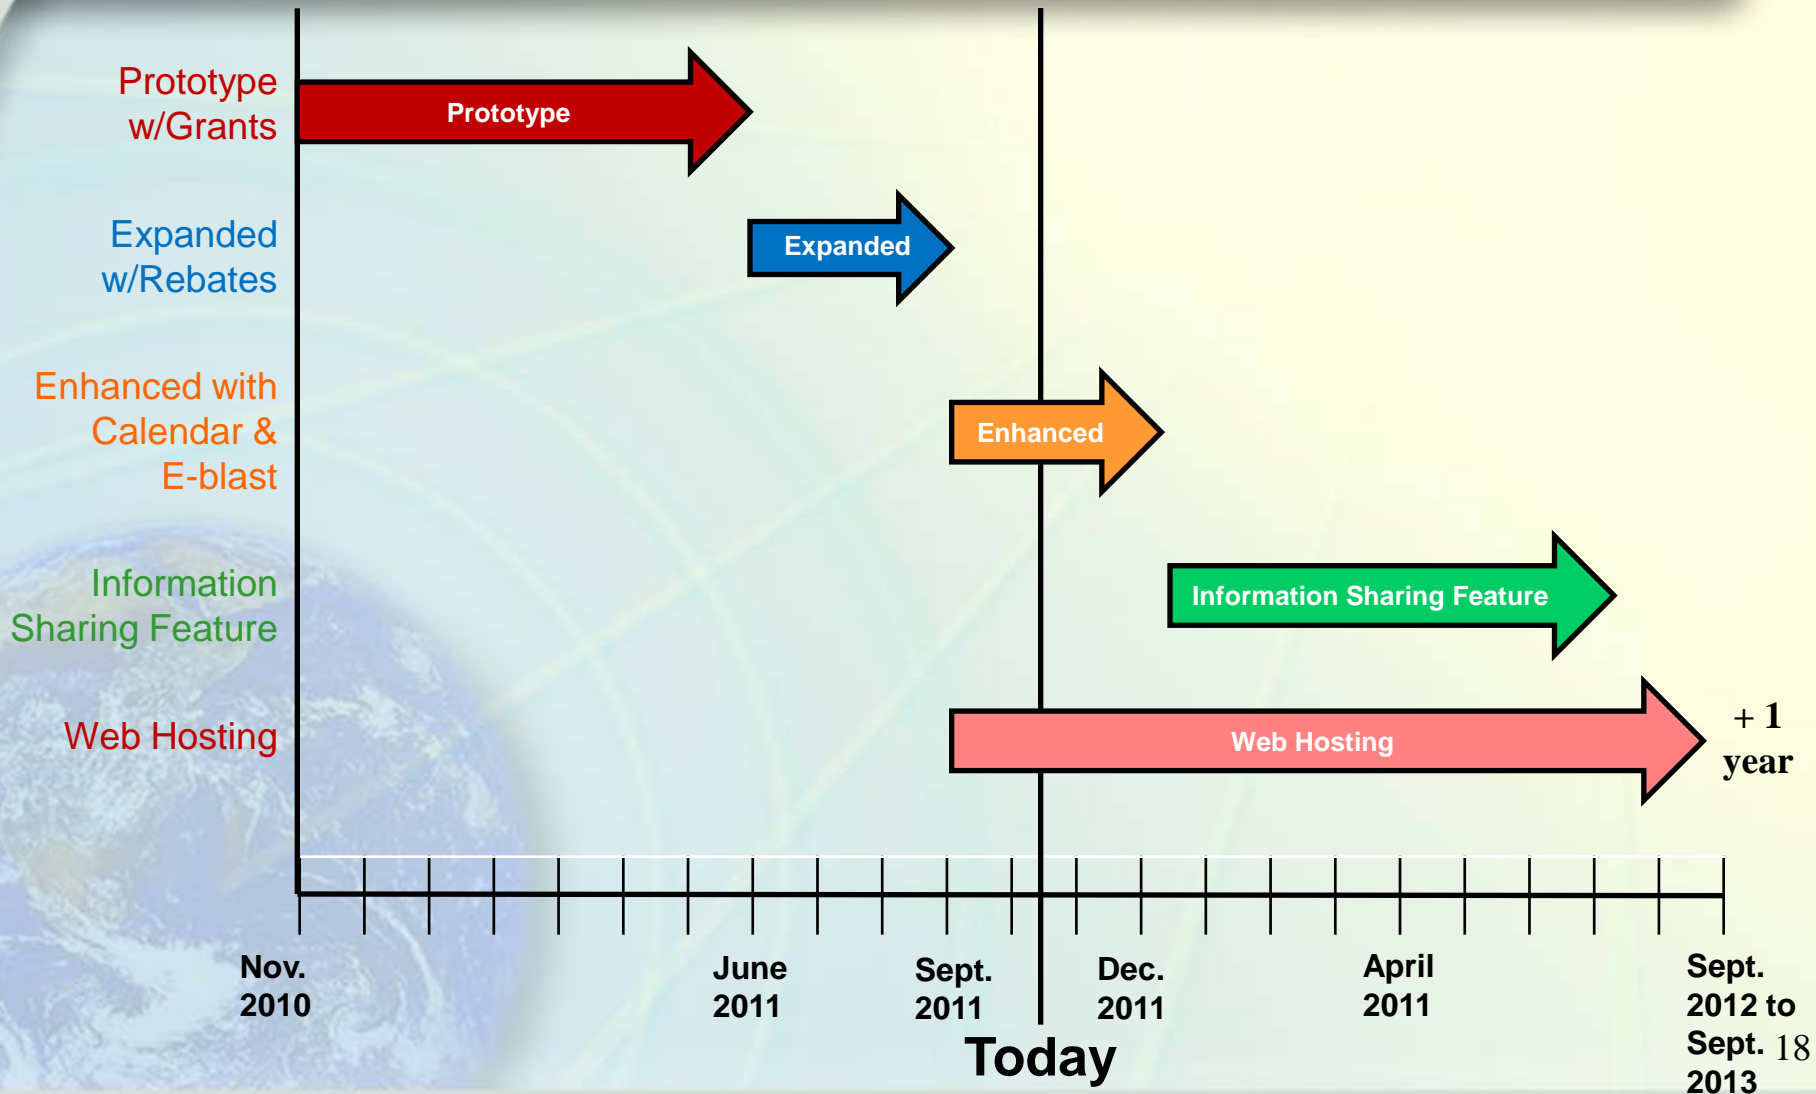 Prototype
w/Grants
Prototype
Expanded
w/Rebates
Expanded
Enhanced with
Calendar &
E-blast
Enhanced
Information
Sharing Feature
Information Sharing Feature
Web Hosting
Web Hosting
+ 1
year
Nov.
2010
June
2011
Sept.
2011
Dec.
2011
April
2011
Sept.
2012 to
Sept.
2013
Today
18